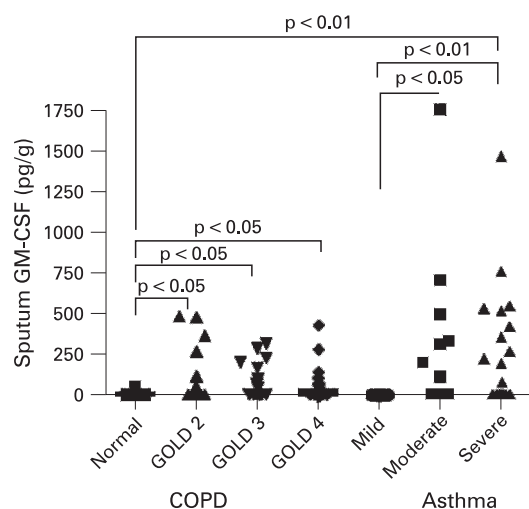 p < 0.01
p < 0.01
p < 0.05
p < 0.05
p < 0.05
p < 0.05
Sputum GM-CSF (pg/g)
1750
1500
1250
1000
750
500
250
0
Normal
GOLD 2
GOLD 3
GOLD 4
Mild
Moderate
Severe
COPD
Asthma